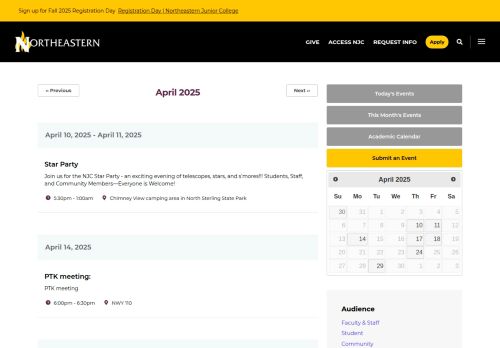 Sign up for Fall 2025 Registration Day Registration Day | Northeastern Junior College
NORTHEASTERN
GIVE ACCESS NJC REQUEST INFO Apply
‹‹ Previous
April 2025
Next ››
April 10, 2025 - April 11, 2025
Star Party
Join us for the NJC Star Party - an exciting evening of telescopes, stars, and s'mores!!! Students, Staff,
and Community Members—Everyone is Welcome!
5:30pm - 1:00am Chimney View camping area in North Sterling State Park
April 14, 2025
PTK meeting:
PTK meeting
6:00pm - 6:30pm NWY 110
Today's Events
This Month's Events
Academic Calendar
Submit an Event
April 2025
Su Mo Tu We Th Fr Sa
30 31 1 2 3 4 5
6 7 8 9 10 11 12
13 14 15 16 17 18 19
20 21 22 23 24 25 26
27 28 29 30 1 2 3
Audience
Faculty & Staff
Student
Community